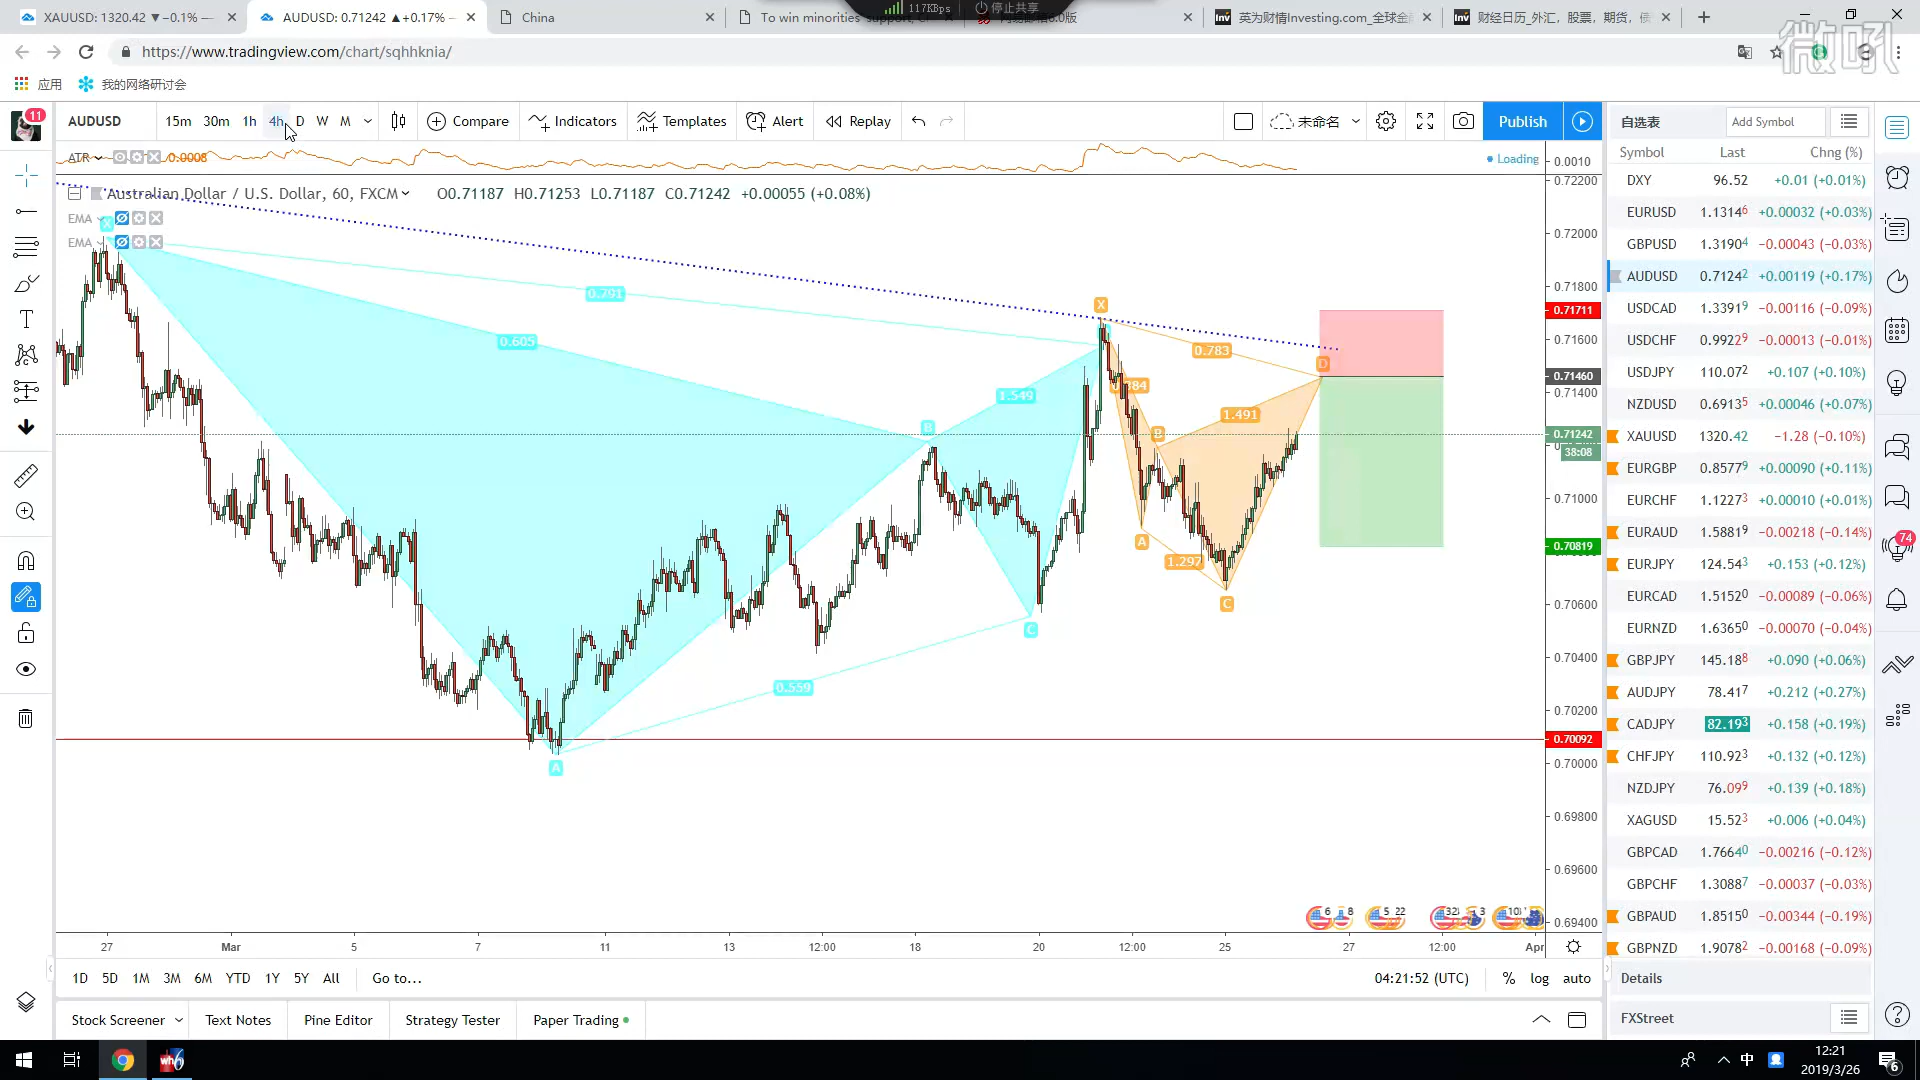 XAUUSD: 1320.42 ▼−0.1% —
AUDUSD: 0.71242 ▲+0.17% —
China
To win minorities' support, C
117KBps
停止共享
英为财情Investing.com_全球金
财经日历_外汇，股票，期货，债
微吼
https://www.tradingview.com/chart/sqhhknia/
应用
我的网络研讨会
11
AUDUSD
15m 30m 1h 4h D W M
Compare
Indicators
Templates
Alert
Replay
未命名
Publish
ATR
0.0008
Loading
0.0010
Australian Dollar / U.S. Dollar, 60, FXCM O0.71187 H0.71253 L0.71187 C0.71242 +0.00055 (+0.08%)
EMA
EMA
X
0.791
0.605
B
1.549
C
0.559
A
X
0.783
D
1.491
B
A
1.297
C
0.72200
0.72000
0.71800
0.71711
0.71600
0.71460
0.71400
0.71242
38:08
0.71000
0.70819
0.70600
0.70400
0.70200
0.70092
0.70000
0.69800
0.69600
0.69400
27 Mar 5 7 11 13 12:00 18 20 12:00 25 27 12:00 Apr
1D 5D 1M 3M 6M YTD 1Y 5Y All Go to...
04:21:52 (UTC) % log auto
Stock Screener
Text Notes
Pine Editor
Strategy Tester
Paper Trading
自选表
Add Symbol
Symbol Last Chng (%)
DXY 96.52 +0.01 (+0.01%)
EURUSD 1.13146 +0.00032 (+0.03%)
GBPUSD 1.31904 −0.00043 (−0.03%)
AUDUSD 0.71242 +0.00119 (+0.17%)
USDCAD 1.33919 −0.00116 (−0.09%)
USDCHF 0.99229 −0.00013 (−0.01%)
USDJPY 110.072 +0.107 (+0.10%)
NZDUSD 0.69135 +0.00046 (+0.07%)
XAUUSD 1320.42 −1.28 (−0.10%)
EURGBP 0.85779 +0.00090 (+0.11%)
EURCHF 1.12273 +0.00010 (+0.01%)
EURAUD 1.58819 −0.00218 (−0.14%)
EURJPY 124.543 +0.153 (+0.12%)
EURCAD 1.51520 −0.00089 (−0.06%)
EURNZD 1.63650 −0.00070 (−0.04%)
GBPJPY 145.188 +0.090 (+0.06%)
AUDJPY 78.417 +0.212 (+0.27%)
CADJPY 82.193 +0.158 (+0.19%)
CHFJPY 110.923 +0.132 (+0.12%)
NZDJPY 76.099 +0.139 (+0.18%)
XAGUSD 15.523 +0.006 (+0.04%)
GBPCAD 1.76640 −0.00216 (−0.12%)
GBPCHF 1.30887 −0.00037 (−0.03%)
GBPAUD 1.85150 −0.00344 (−0.19%)
GBPNZD 1.90782 −0.00168 (−0.09%)
Details
FXStreet
74
wh6
中
12:21
2019/3/26
6